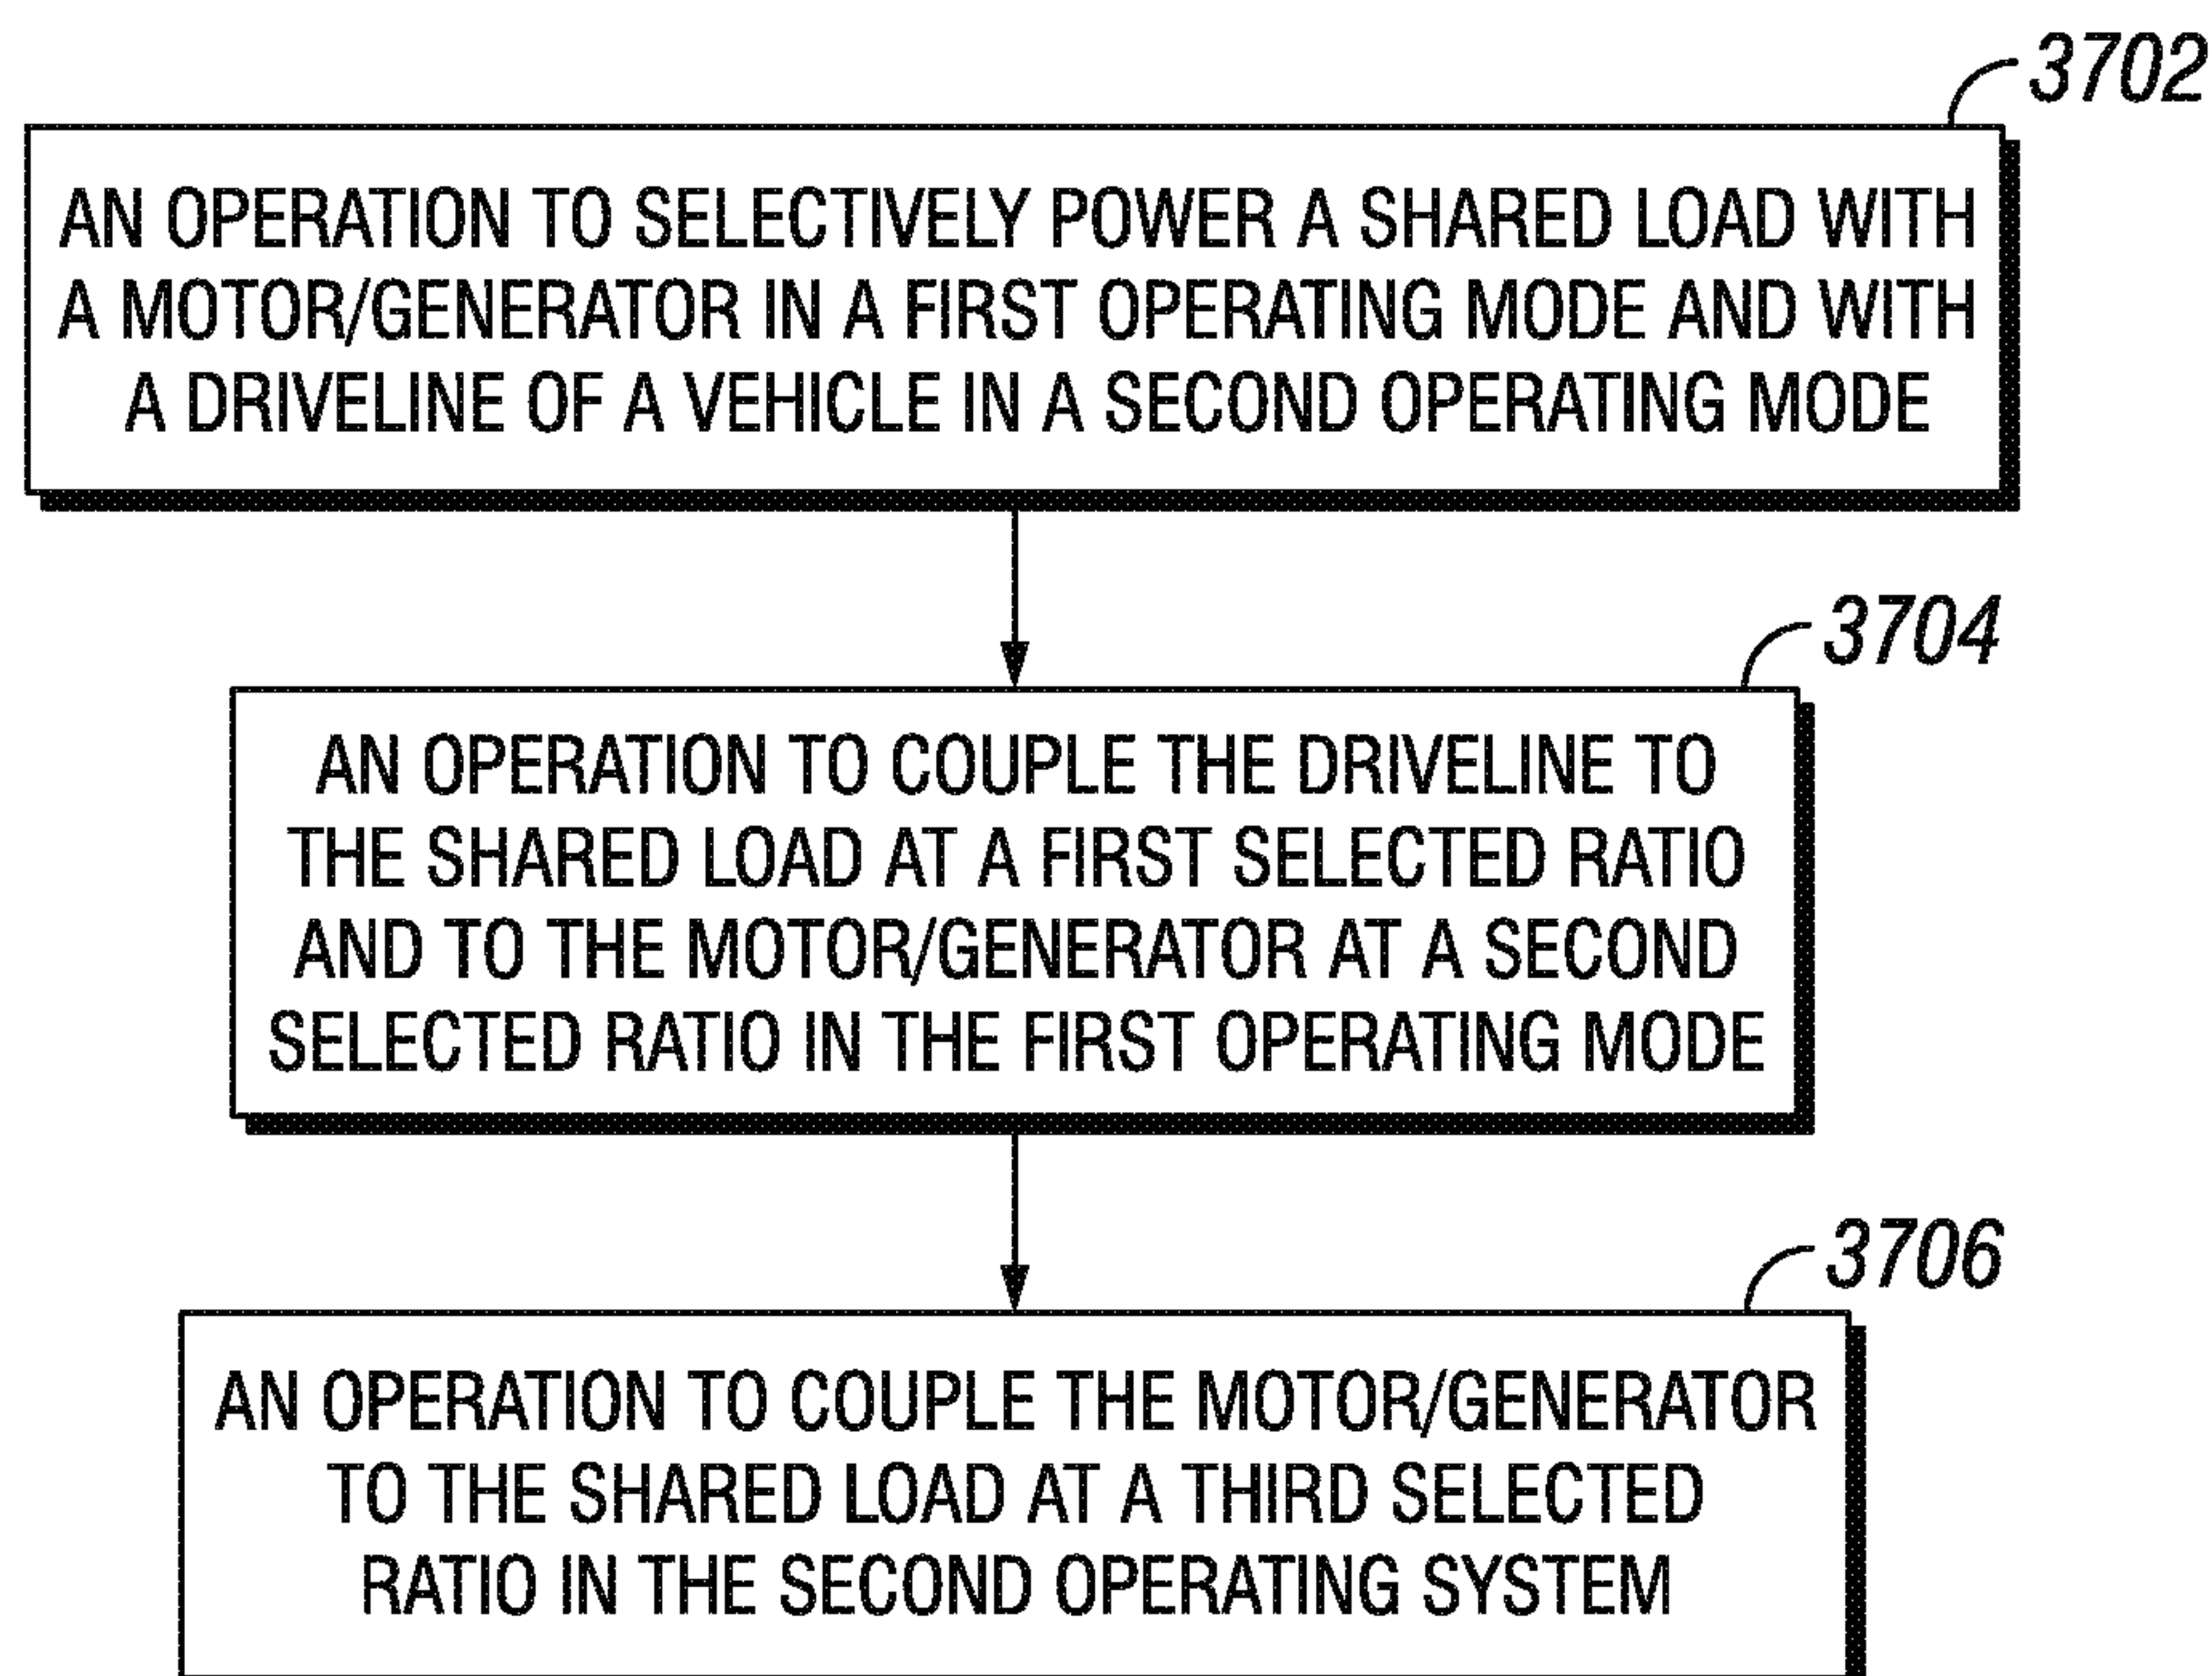 3702
AN OPERATION TO SELECTIVELY POWER A SHARED LOAD WITH
A MOTOR/GENERATOR IN A FIRST OPERATING MODE AND WITH
A DRIVELINE OF A VEHICLE IN A SECOND OPERATING MODE
3704
AN OPERATION TO COUPLE THE DRIVELINE TO
THE SHARED LOAD AT A FIRST SELECTED RATIO
AND TO THE MOTOR/GENERATOR AT A SECOND
SELECTED RATIO IN THE FIRST OPERATING MODE
3706
AN OPERATION TO COUPLE THE MOTOR/GENERATOR
TO THE SHARED LOAD AT A THIRD SELECTED
RATIO IN THE SECOND OPERATING SYSTEM